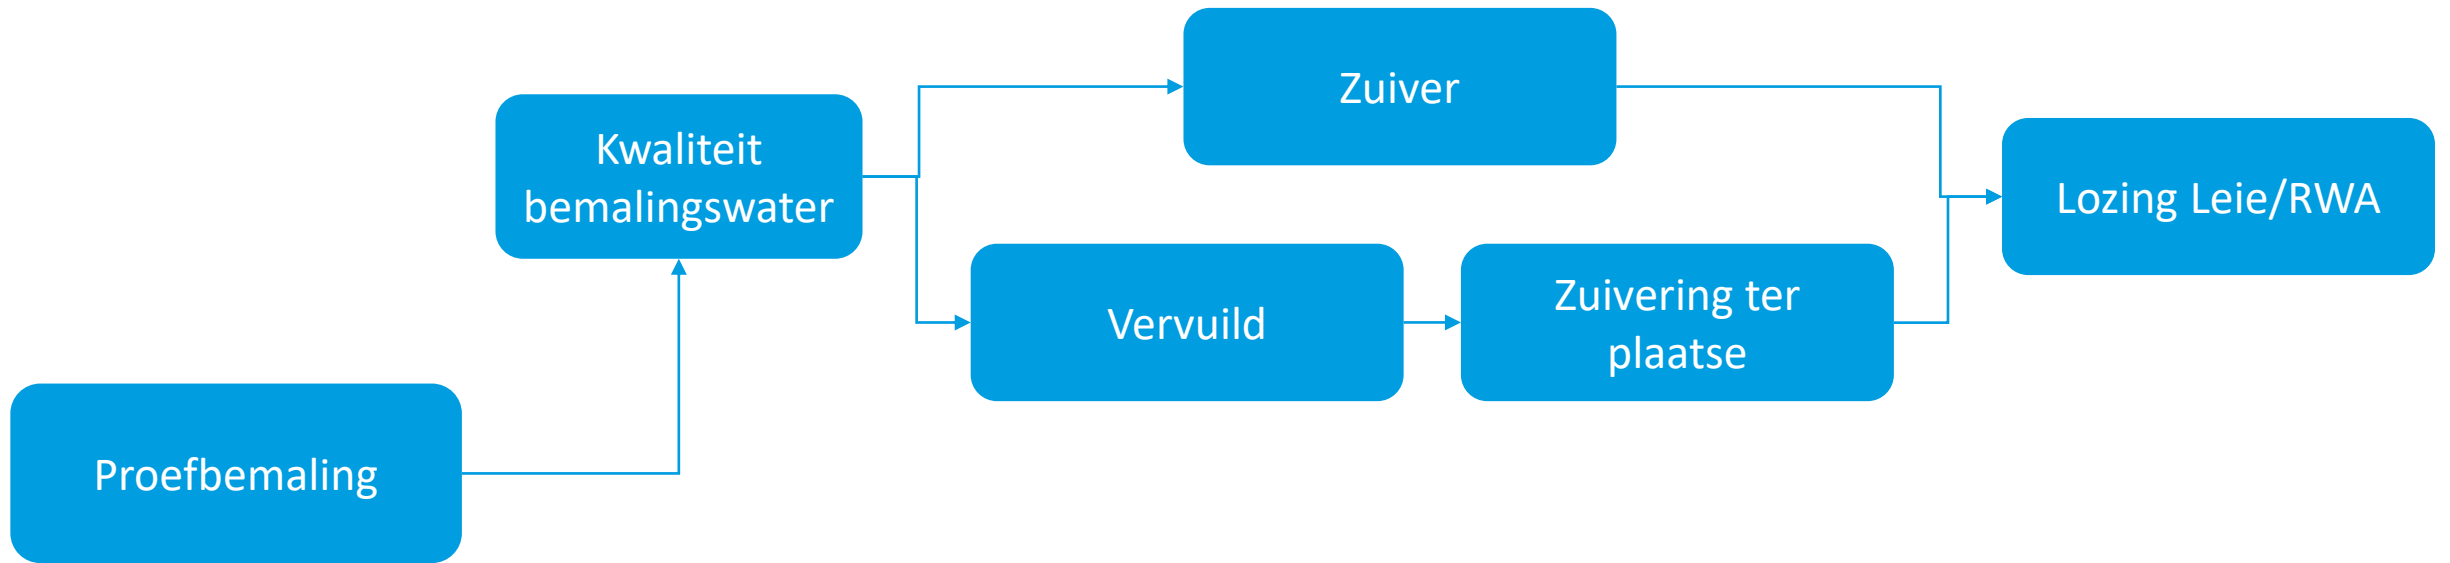 Proefbemaling
Kwaliteit
bemalingswater
Zuiver
Vervuild
Zuivering ter
plaatse
Lozing Leie/RWA